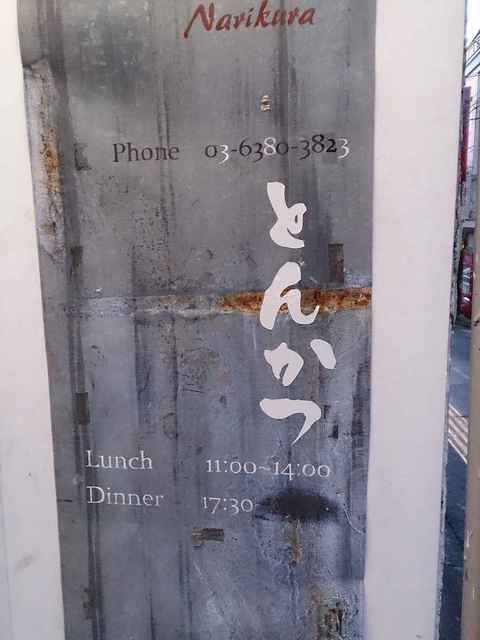 Narikura
Phone 03-6380-3823
とんかつ
Lunch 11:00~14:00
Dinner 17:30